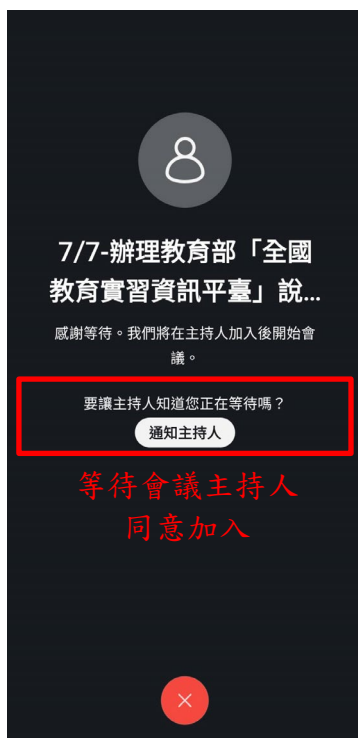 7/7-辦理教育部「全國
教育實習資訊平臺」說...
感謝等待。我們將在主持人加入後開始會
議。
要讓主持人知道您正在等待嗎？
通知主持人
等待會議主持人
同意加入